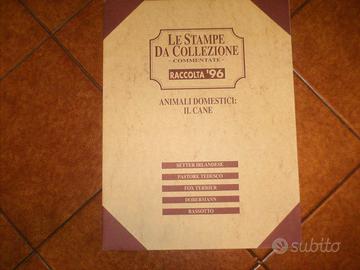 LE STAMPE
DA COLLEZIONE
- COMMENTATE -
RACCOLTA '96
ANIMALI DOMESTICI:
IL CANE
SETTER IRLANDESE
PASTORE TEDESCO
FOX TERRIER
DOBERMANN
BASSOTTO
subito